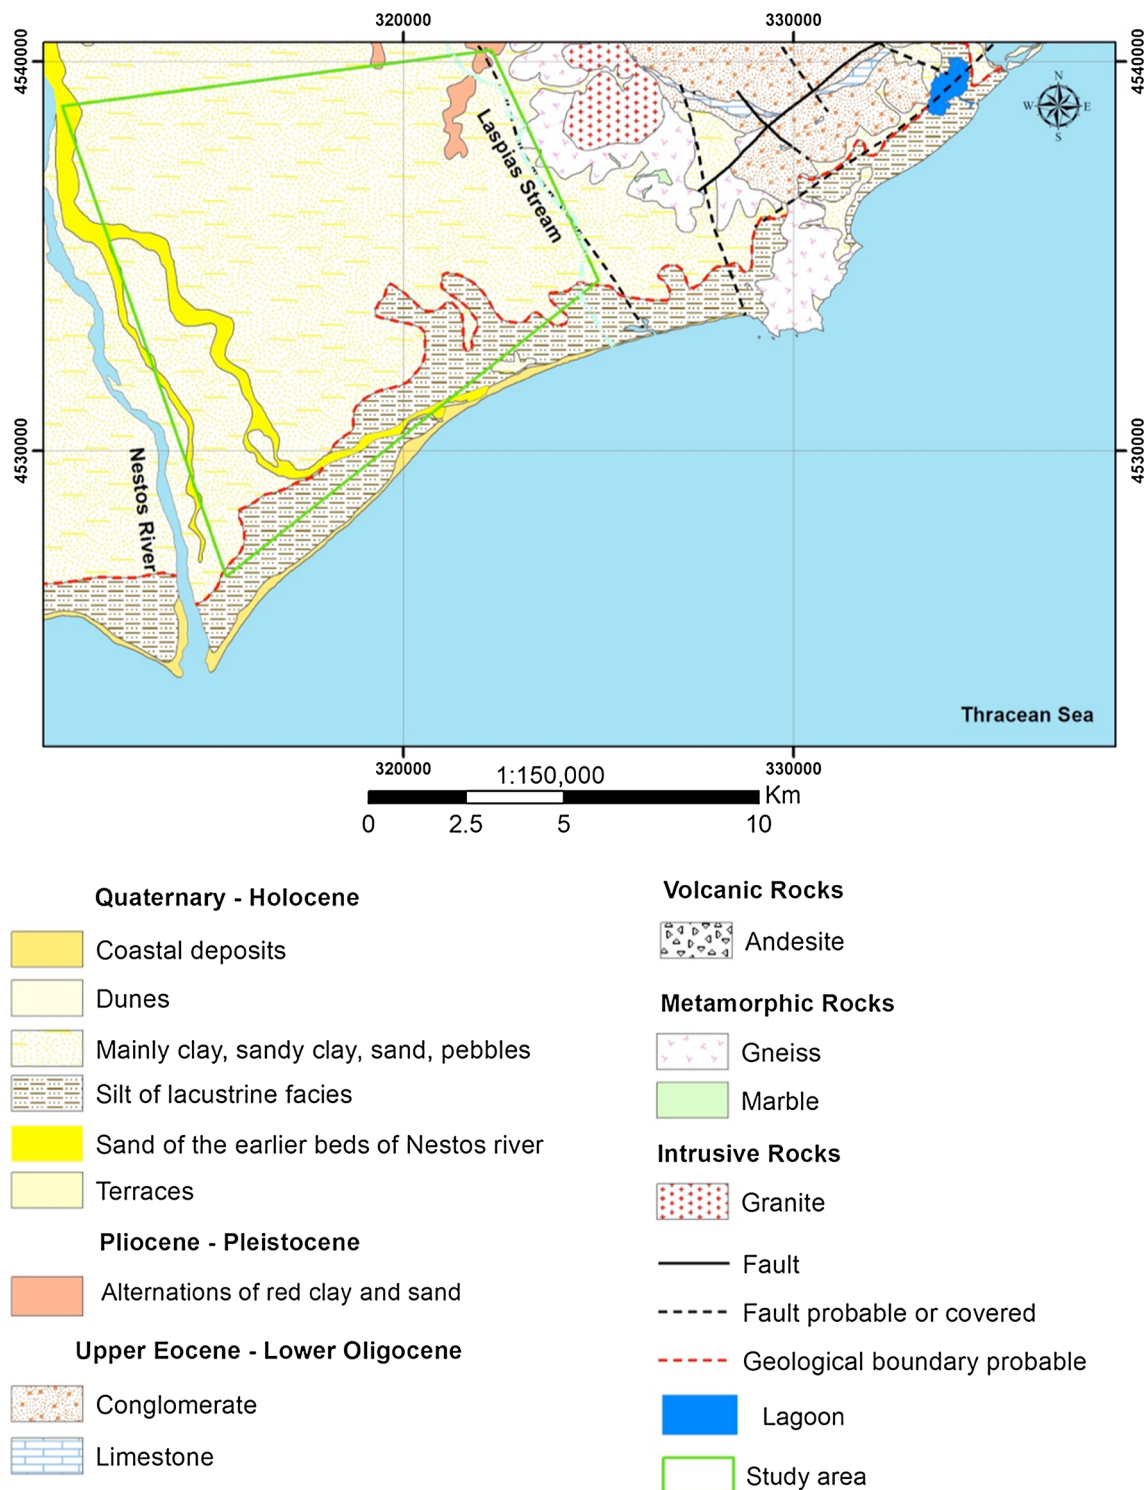 320000
330000
4540000
4540000
N
W
E
S
Laspias Stream
4530000
4530000
Nestos River
Thracean Sea
320000
330000
1:150,000
Km
0
2.5
5
10
Quaternary - Holocene
Coastal deposits
Dunes
Mainly clay, sandy clay, sand, pebbles
Silt of lacustrine facies
Sand of the earlier beds of Nestos river
Terraces
Pliocene - Pleistocene
Alternations of red clay and sand
Upper Eocene - Lower Oligocene
Conglomerate
Limestone
Volcanic Rocks
Andesite
Metamorphic Rocks
Gneiss
Marble
Intrusive Rocks
Granite
Fault
Fault probable or covered
Geological boundary probable
Lagoon
Study area